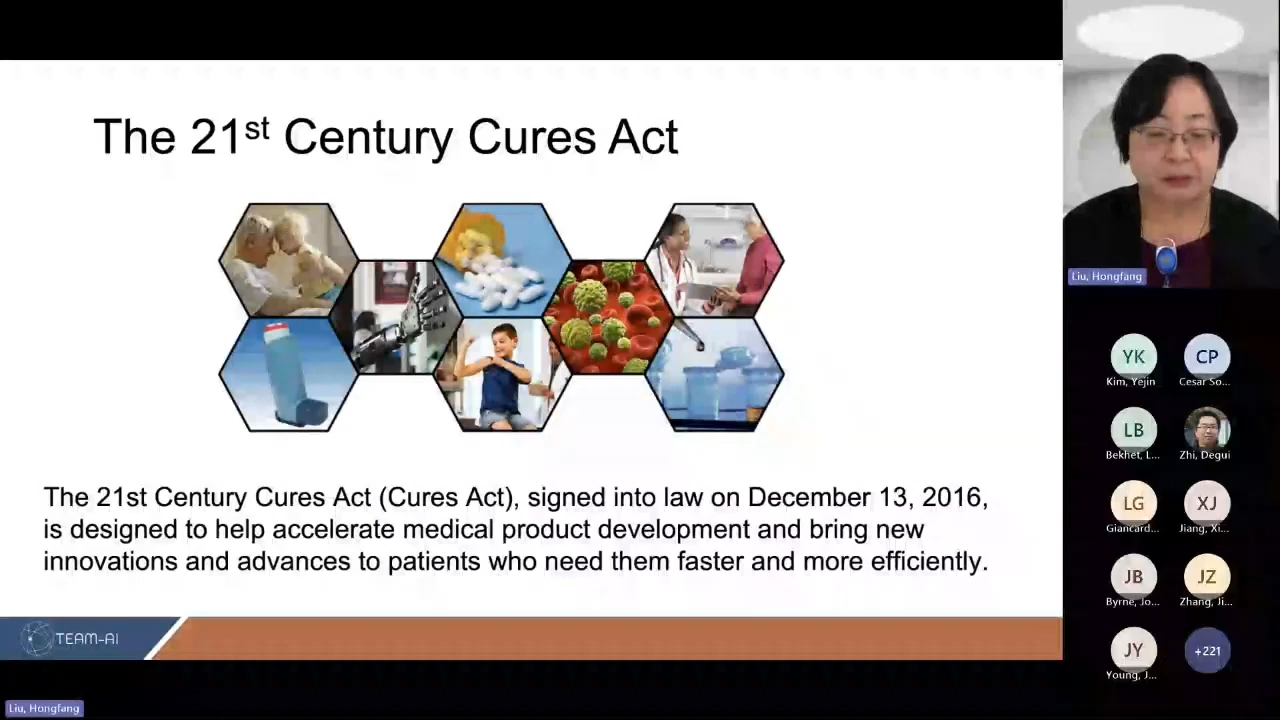 The 21st Century Cures Act
The 21st Century Cures Act (Cures Act), signed into law on December 13, 2016,
is designed to help accelerate medical product development and bring new
innovations and advances to patients who need them faster and more efficiently.
TEAM-AI
Liu, Hongfang
Liu, Hongfang
YK
Kim, Yejin
CP
Cesar So...
LB
Bekhet, L...
Zhi, Degui
LG
Giancard...
XJ
Jiang, Xi...
JB
Byrne, Jo...
JZ
Zhang, Ji...
JY
Young, J...
+221